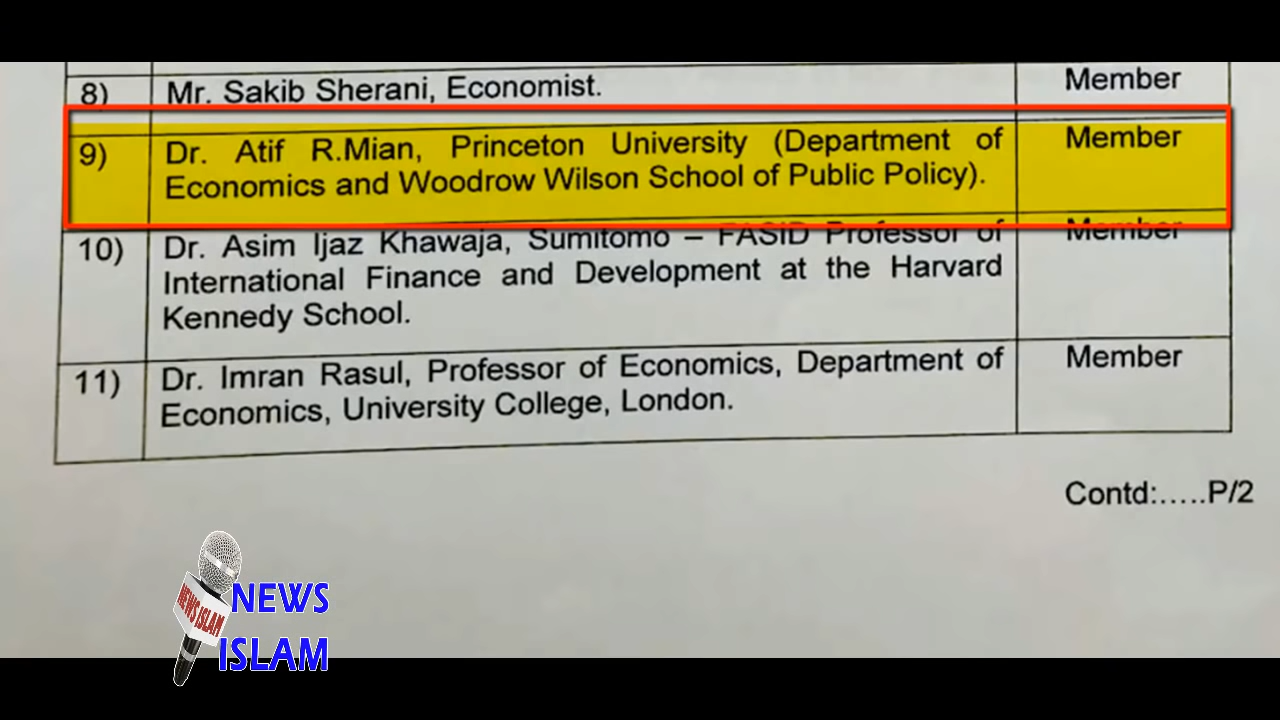 8) Mr. Sakib Sherani, Economist. Member
9) Dr. Atif R.Mian, Princeton University (Department of Member
Economics and Woodrow Wilson School of Public Policy).
10) Dr. Asim Ijaz Khawaja, Sumitomo – FASID Professor of Member
International Finance and Development at the Harvard
Kennedy School.
11) Dr. Imran Rasul, Professor of Economics, Department of Member
Economics, University College, London.
Contd:.....P/2
NEWS ISLAM
NEWS
ISLAM